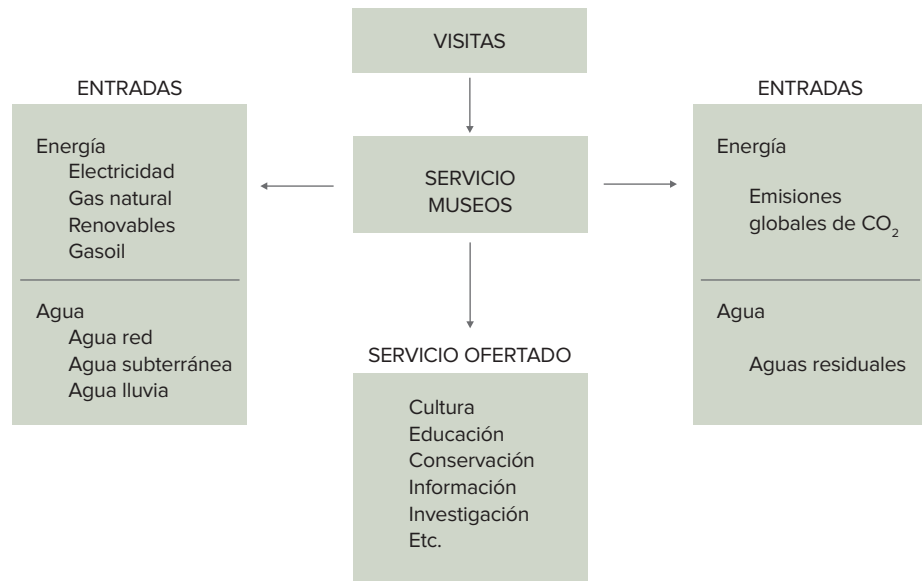 VISITAS
ENTRADAS
Energía
Electricidad
Gas natural
Renovables
Gasoil
Agua
Agua red
Agua subterránea
Agua lluvia
SERVICIO
MUSEOS
SERVICIO OFERTADO
Cultura
Educación
Conservación
Información
Investigación
Etc.
ENTRADAS
Energía
Emisiones
globales de CO₂
Agua
Aguas residuales